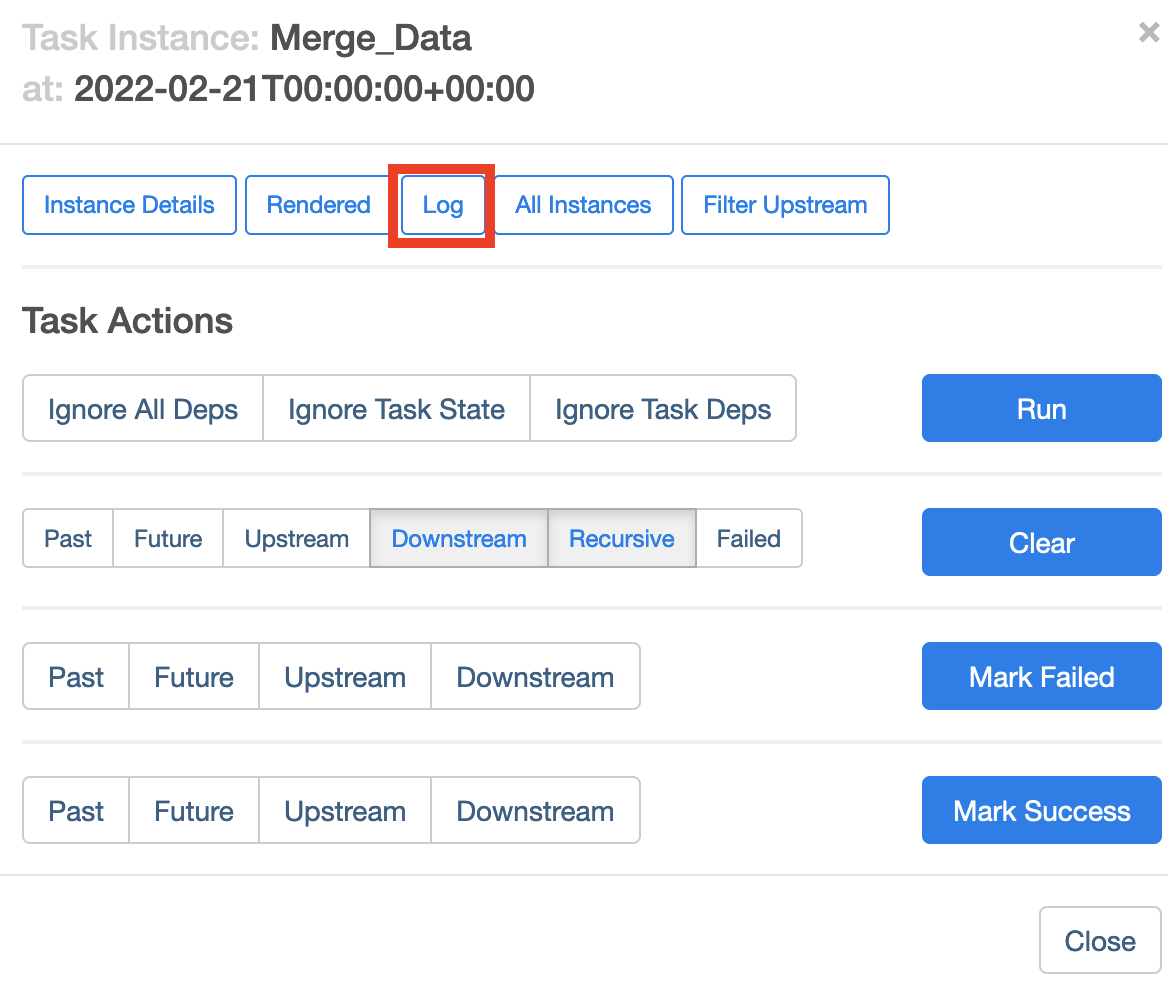 Task Instance: Merge_Data
×
at: 2022-02-21T00:00:00+00:00
Instance Details Rendered Log All Instances Filter Upstream
Task Actions
Ignore All Deps Ignore Task State Ignore Task Deps Run
Past Future Upstream Downstream Recursive Failed Clear
Past Future Upstream Downstream Mark Failed
Past Future Upstream Downstream Mark Success
Close